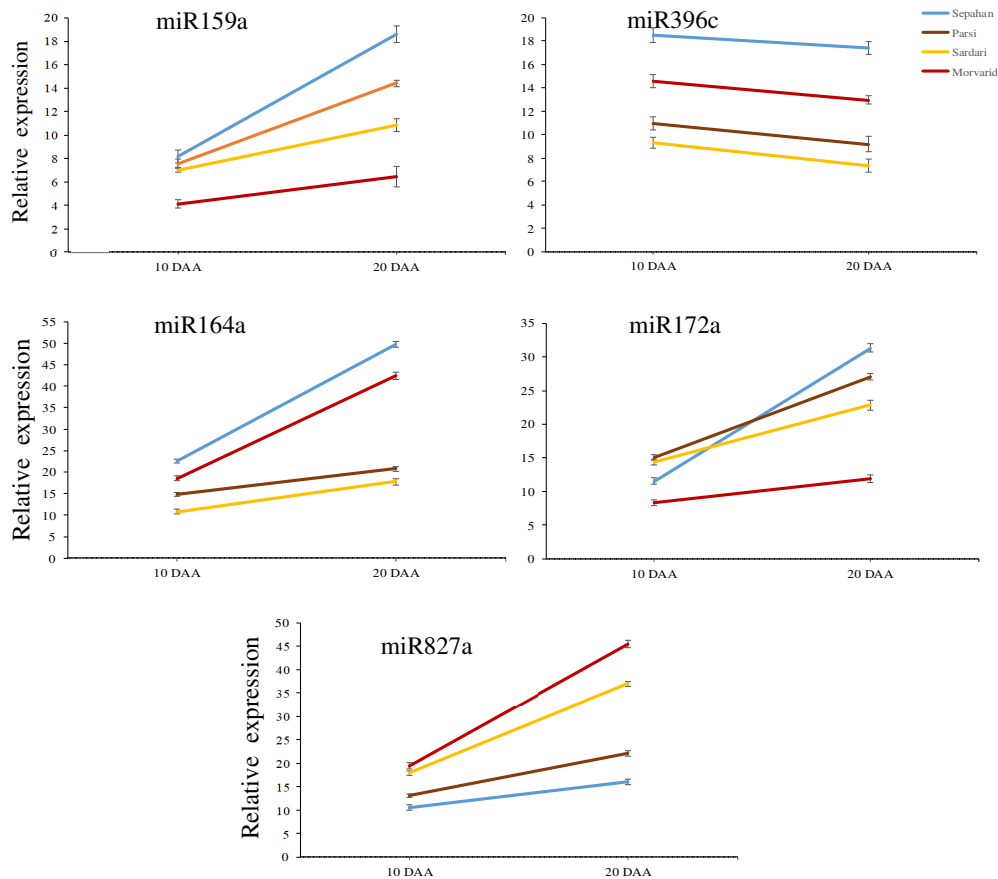 miR159a
Relative expression
20
18
16
14
12
10
8
6
4
2
0
10 DAA
20 DAA
miR396c
20
18
16
14
12
10
8
6
4
2
0
10 DAA
20 DAA
Sepahan
Parsi
Sardari
Morvarid
miR164a
Relative expression
55
50
45
40
35
30
25
20
15
10
5
0
10 DAA
20 DAA
miR172a
35
30
25
20
15
10
5
0
10 DAA
20 DAA
miR827a
Relative expression
50
45
40
35
30
25
20
15
10
5
0
10 DAA
20 DAA